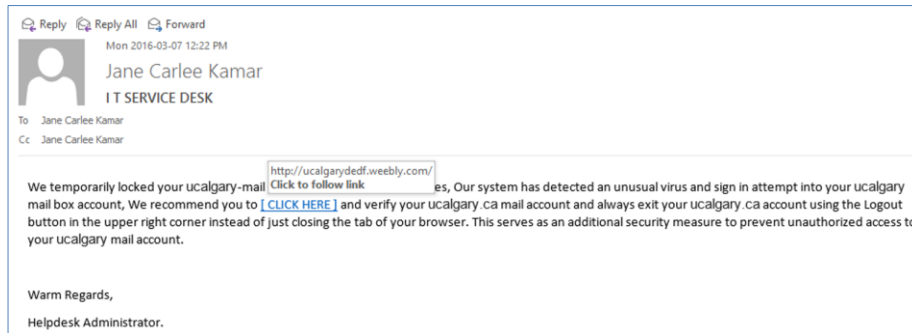 Reply Reply All Forward
Mon 2016-03-07 12:22 PM
Jane Carlee Kamar
I T SERVICE DESK
To Jane Carlee Kamar
Cc Jane Carlee Kamar
http://ucalgarydedf.weebly.com/
Click to follow link
We temporarily locked your ucalgary-mail es, Our system has detected an unusual virus and sign in attempt into your ucalgary
mail box account, We recommend you to [ CLICK HERE ] and verify your ucalgary.ca mail account and always exit your ucalgary.ca account using the Logout
button in the upper right corner instead of just closing the tab of your browser. This serves as an additional security measure to prevent unauthorized access to
your ucalgary mail account.
Warm Regards,
Helpdesk Administrator.